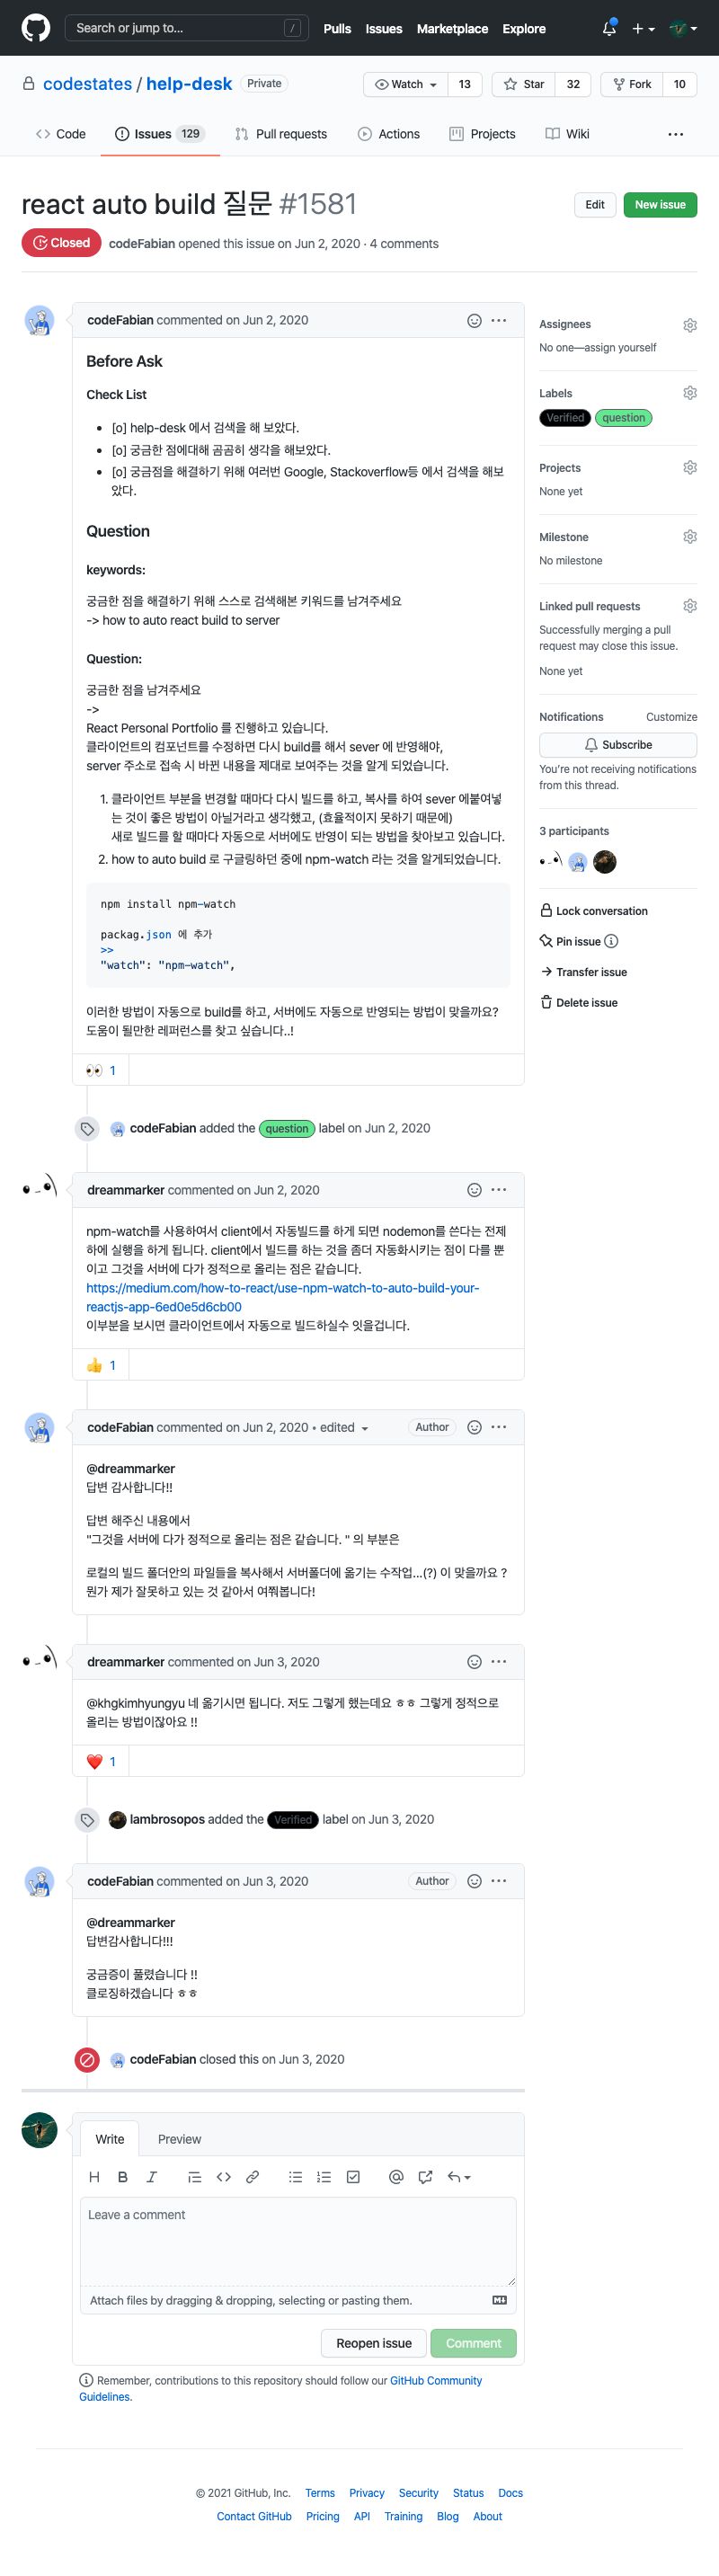 Search or jump to… /
Pulls Issues Marketplace Explore
codestates / help-desk Private
Watch 13 Star 32 Fork 10
Code Issues 129 Pull requests Actions Projects Wiki ···
react auto build 질문 #1581
Edit New issue
Closed codeFabian opened this issue on Jun 2, 2020 · 4 comments
codeFabian commented on Jun 2, 2020
Before Ask
Check List
• [o] help-desk 에서 검색을 해 보았다.
• [o] 궁금한 점에대해 곰곰히 생각을 해보았다.
• [o] 궁금점을 해결하기 위해 여러번 Google, Stackoverflow등 에서 검색을 해보
았다.
Question
keywords:
궁금한 점을 해결하기 위해 스스로 검색해본 키워드를 남겨주세요
-> how to auto react build to server
Question:
궁금한 점을 남겨주세요
->
React Personal Portfolio 를 진행하고 있습니다.
클라이언트의 컴포넌트를 수정하면 다시 build를 해서 sever 에 반영해야,
server 주소로 접속 시 바뀐 내용을 제대로 보여주는 것을 알게 되었습니다.
1. 클라이언트 부분을 변경할 때마다 다시 빌드를 하고, 복사를 하여 sever 에붙여넣
는 것이 좋은 방법이 아닐거라고 생각했고, (효율적이지 못하기 때문에)
새로 빌드를 할 때마다 자동으로 서버에도 반영이 되는 방법을 찾아보고 있습니다.
2. how to auto build 로 구글링하던 중에 npm-watch 라는 것을 알게되었습니다.
npm install npm-watch
packag.json 에 추가
>>
"watch": "npm-watch",
이러한 방법이 자동으로 build를 하고, 서버에도 자동으로 반영되는 방법이 맞을까요?
도움이 될만한 레퍼런스를 찾고 싶습니다..!
👀 1
codeFabian added the question label on Jun 2, 2020
dreammarker commented on Jun 2, 2020
npm-watch를 사용하여서 client에서 자동빌드를 하게 되면 nodemon를 쓴다는 전제
하에 실행을 하게 됩니다. client에서 빌드를 하는 것을 좀더 자동화시키는 점이 다를 뿐
이고 그것을 서버에 다가 정적으로 올리는 점은 같습니다.
https://medium.com/how-to-react/use-npm-watch-to-auto-build-your-
reactjs-app-6ed0e5d6cb00
이부분을 보시면 클라이언트에서 자동으로 빌드하실수 잇을겁니다.
👍 1
codeFabian commented on Jun 2, 2020 • edited Author
@dreammarker
답변 감사합니다!!
답변 해주신 내용에서
"그것을 서버에 다가 정적으로 올리는 점은 같습니다. " 의 부분은
로컬의 빌드 폴더안의 파일들을 복사해서 서버폴더에 옮기는 수작업...(?) 이 맞을까요 ?
뭔가 제가 잘못하고 있는 것 같아서 여쭤봅니다!
dreammarker commented on Jun 3, 2020
@khgkimhyungyu 네 옮기시면 됩니다. 저도 그렇게 했는데요 ㅎㅎ 그렇게 정적으로
올리는 방법이잖아요 !!
❤️ 1
lambrosopos added the Verified label on Jun 3, 2020
codeFabian commented on Jun 3, 2020 Author
@dreammarker
답변감사합니다!!!
궁금증이 풀렸습니다 !!
클로징하겠습니다 ㅎㅎ
codeFabian closed this on Jun 3, 2020
Write Preview
Leave a comment
Attach files by dragging & dropping, selecting or pasting them.
Reopen issue Comment
Remember, contributions to this repository should follow our GitHub Community
Guidelines.
Assignees
No one—assign yourself
Labels
Verified question
Projects
None yet
Milestone
No milestone
Linked pull requests
Successfully merging a pull
request may close this issue.
None yet
Notifications Customize
Subscribe
You're not receiving notifications
from this thread.
3 participants
Lock conversation
Pin issue
Transfer issue
Delete issue
© 2021 GitHub, Inc. Terms Privacy Security Status Docs
Contact GitHub Pricing API Training Blog About